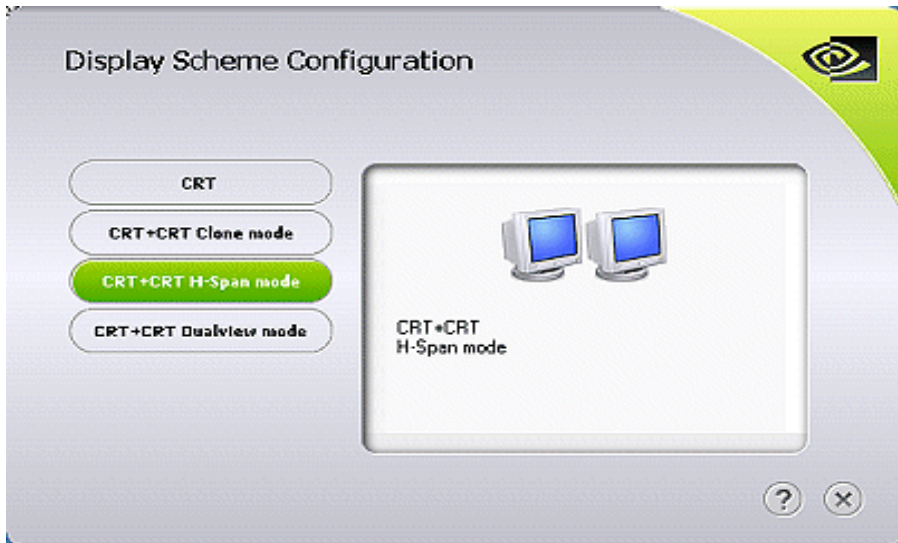 Display Scheme Configuration
CRT
CRT+CRT Clone mode
CRT+CRT H-Span mode
CRT+CRT Dualview mode
CRT+CRT
H-Span mode
?